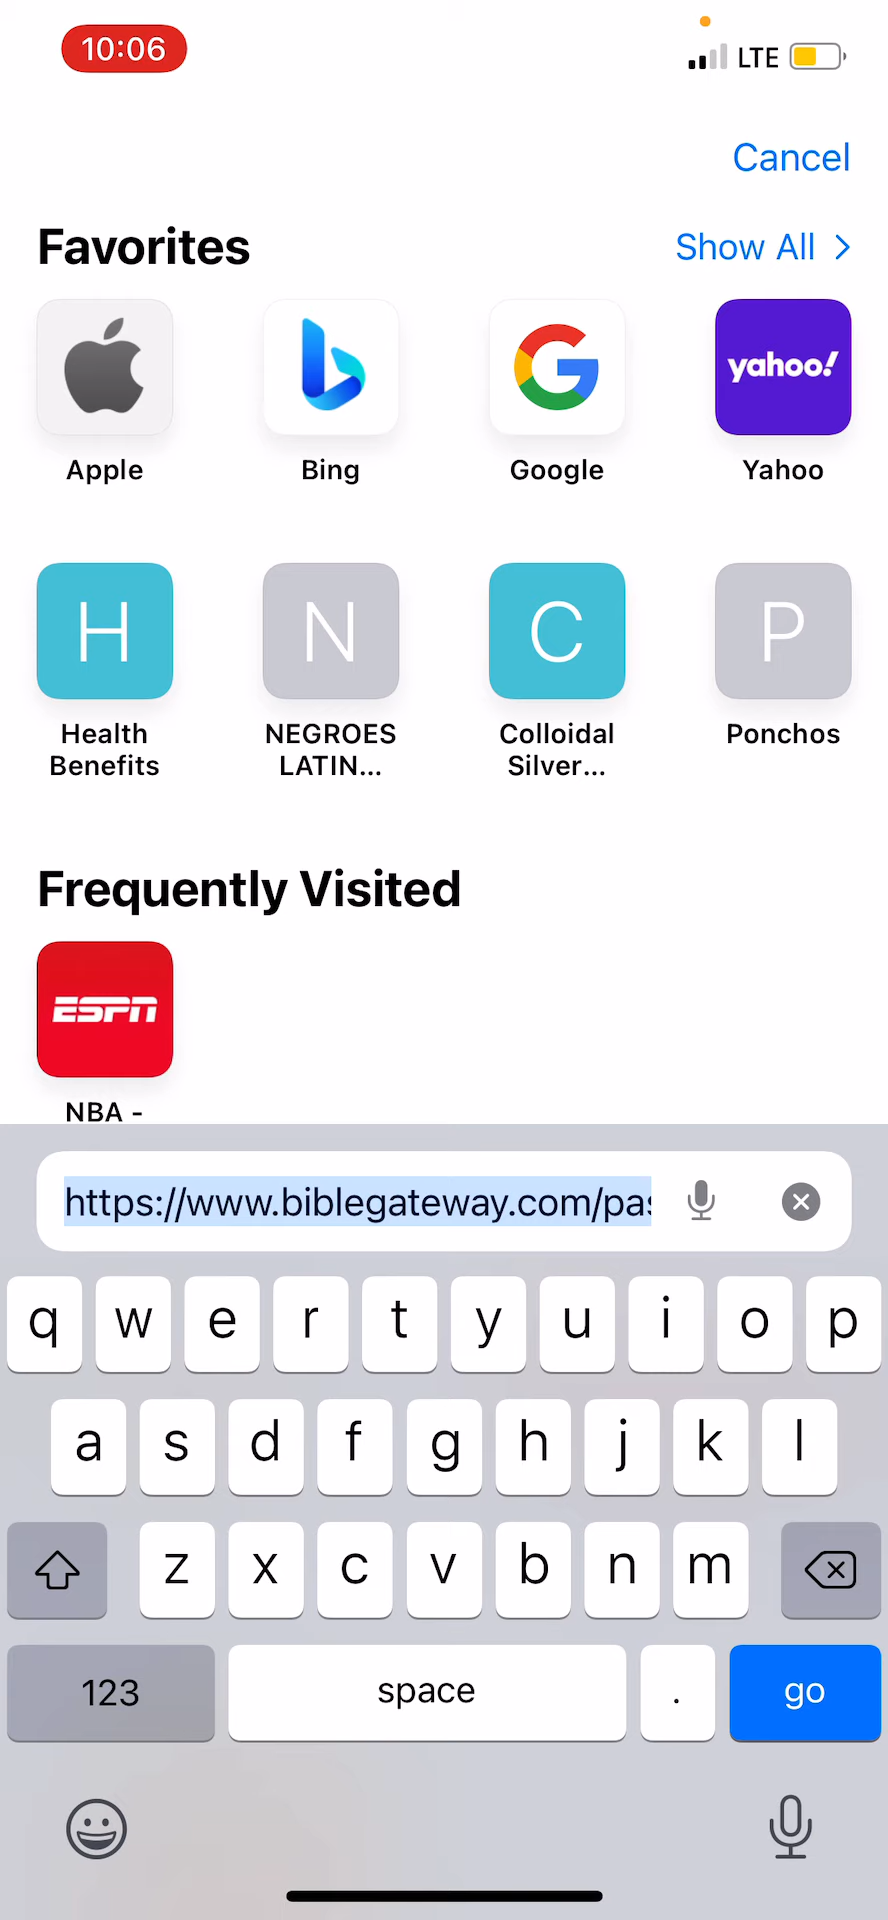 10:06
LTE
Cancel
Favorites
Show All
yahoo!
Apple
Bing
Google
Yahoo
H
N
C
P
Health
Benefits
NEGROES
LATIN...
Colloidal
Silver...
Ponchos
Frequently Visited
ESPN
NBA -
https://www.biblegateway.com/pas
q w e r t y u i o p
a s d f g h j k l
z x c v b n m
123
space
.
go